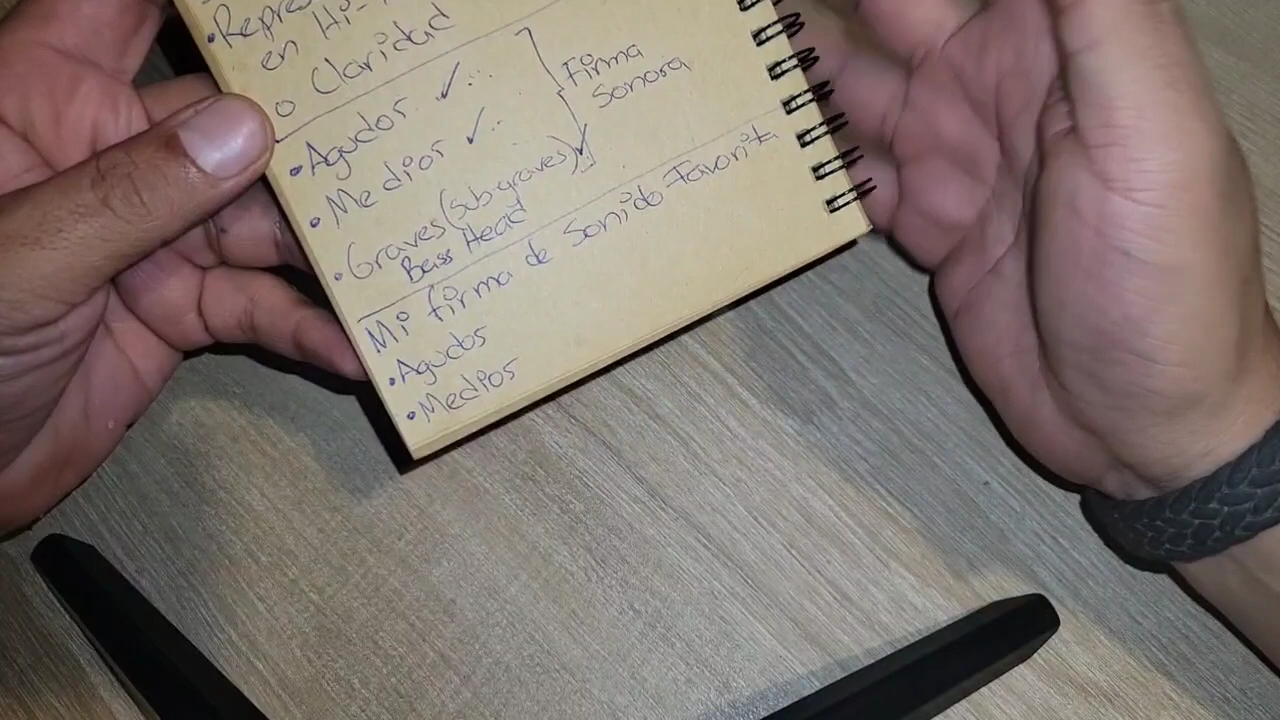 en Hi-
o Claridad
• Agudos ✓
• Medios ✓
• Graves (sub-graves) ✓
Bass Head
Firma
Sonora
Mi firma de Sonido Favorita
• Agudos
• Medios